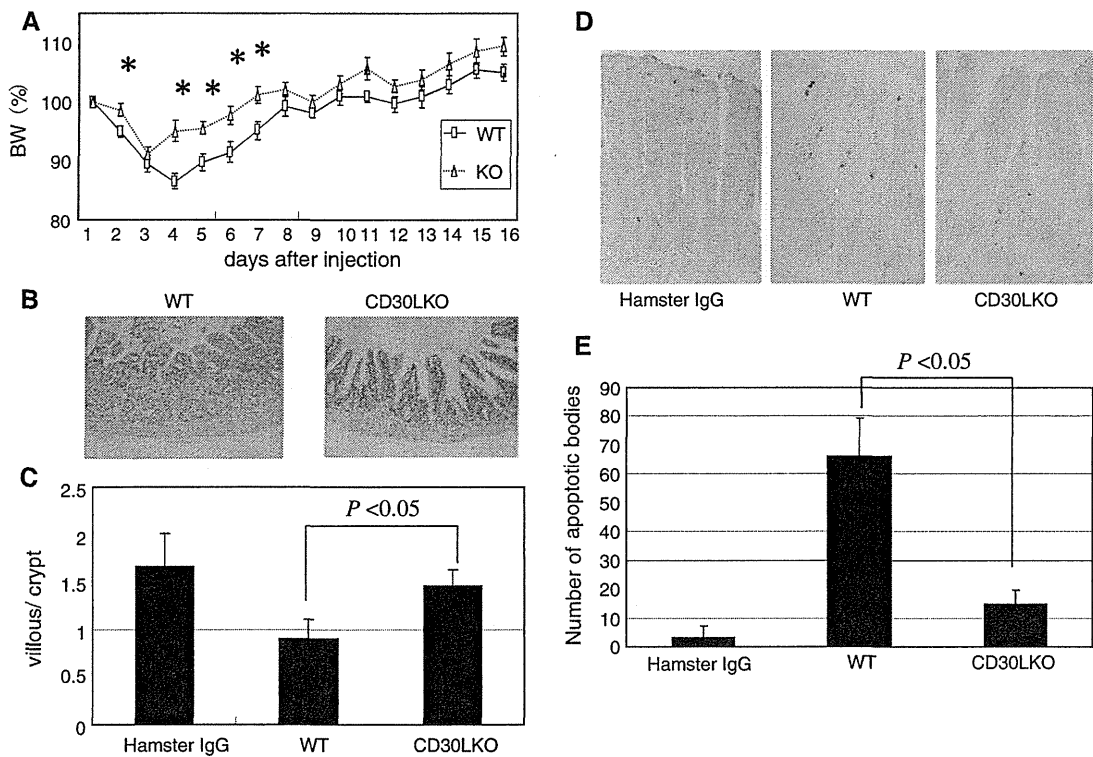 A
BW (%)
110
100
90
80
* * * * *
WT
KO
1 2 3 4 5 6 7 8 9 10 11 12 13 14 15 16
days after injection
B
WT CD30LKO
C
villous/ crypt
2.5
2
1.5
1
0.5
0
P <0.05
Hamster IgG WT CD30LKO
D
Hamster IgG WT CD30LKO
E
Number of apoptotic bodies
90
80
70
60
50
40
30
20
10
0
P <0.05
Hamster IgG WT CD30LKO